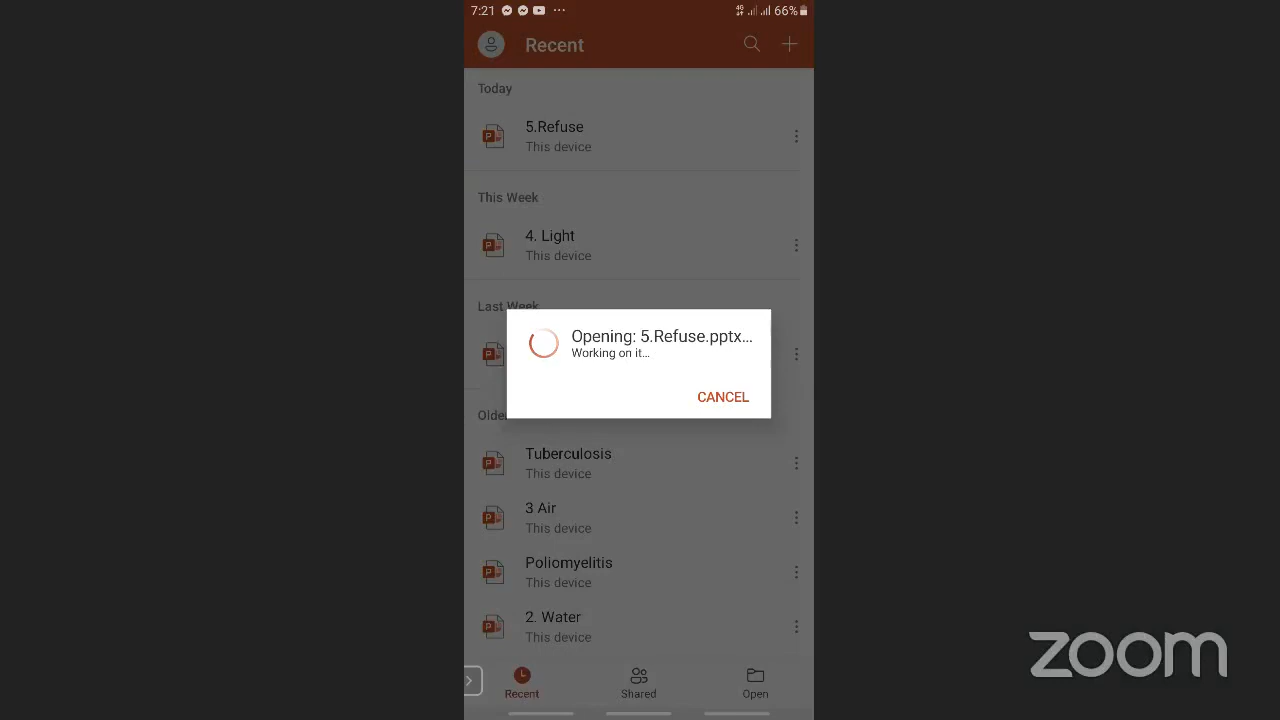 7:21 ... 4G 66%
Recent
Today
5.Refuse
This device
This Week
4. Light
This device
Last Week
Opening: 5.Refuse.pptx...
Working on it...
CANCEL
Older
Tuberculosis
This device
3 Air
This device
Poliomyelitis
This device
2. Water
This device
Recent Shared Open
zoom